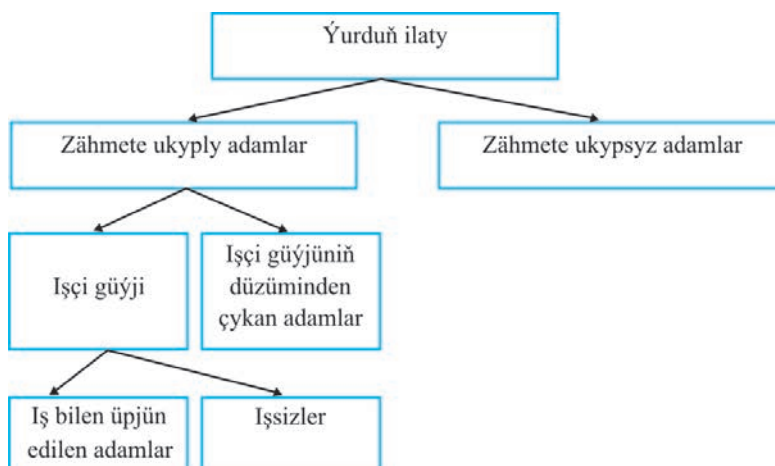 Ýurduň ilaty
Zähmete ukyply adamlar
Zähmete ukypsyz adamlar
Işçi güýji
Işçi güýjüniň
düzüminden
çykan adamlar
Iş bilen üpjün
edilen adamlar
Işsizler